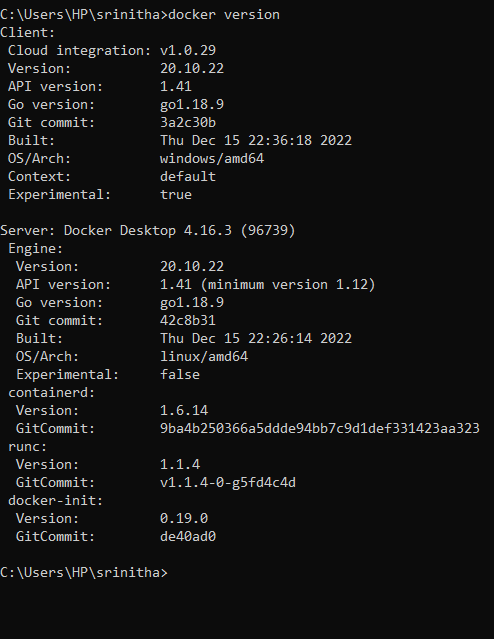 C:\Users\HP\srinitha>docker version
Client:
 Cloud integration: v1.0.29
 Version:           20.10.22
 API version:       1.41
 Go version:        go1.18.9
 Git commit:        3a2c30b
 Built:             Thu Dec 15 22:36:18 2022
 OS/Arch:           windows/amd64
 Context:           default
 Experimental:      true

Server: Docker Desktop 4.16.3 (96739)
 Engine:
  Version:          20.10.22
  API version:      1.41 (minimum version 1.12)
  Go version:       go1.18.9
  Git commit:       42c8b31
  Built:            Thu Dec 15 22:26:14 2022
  OS/Arch:          linux/amd64
  Experimental:     false
 containerd:
  Version:          1.6.14
  GitCommit:        9ba4b250366a5ddde94bb7c9d1def331423aa323
 runc:
  Version:          1.1.4
  GitCommit:        v1.1.4-0-g5fd4c4d
 docker-init:
  Version:          0.19.0
  GitCommit:        de40ad0

C:\Users\HP\srinitha>